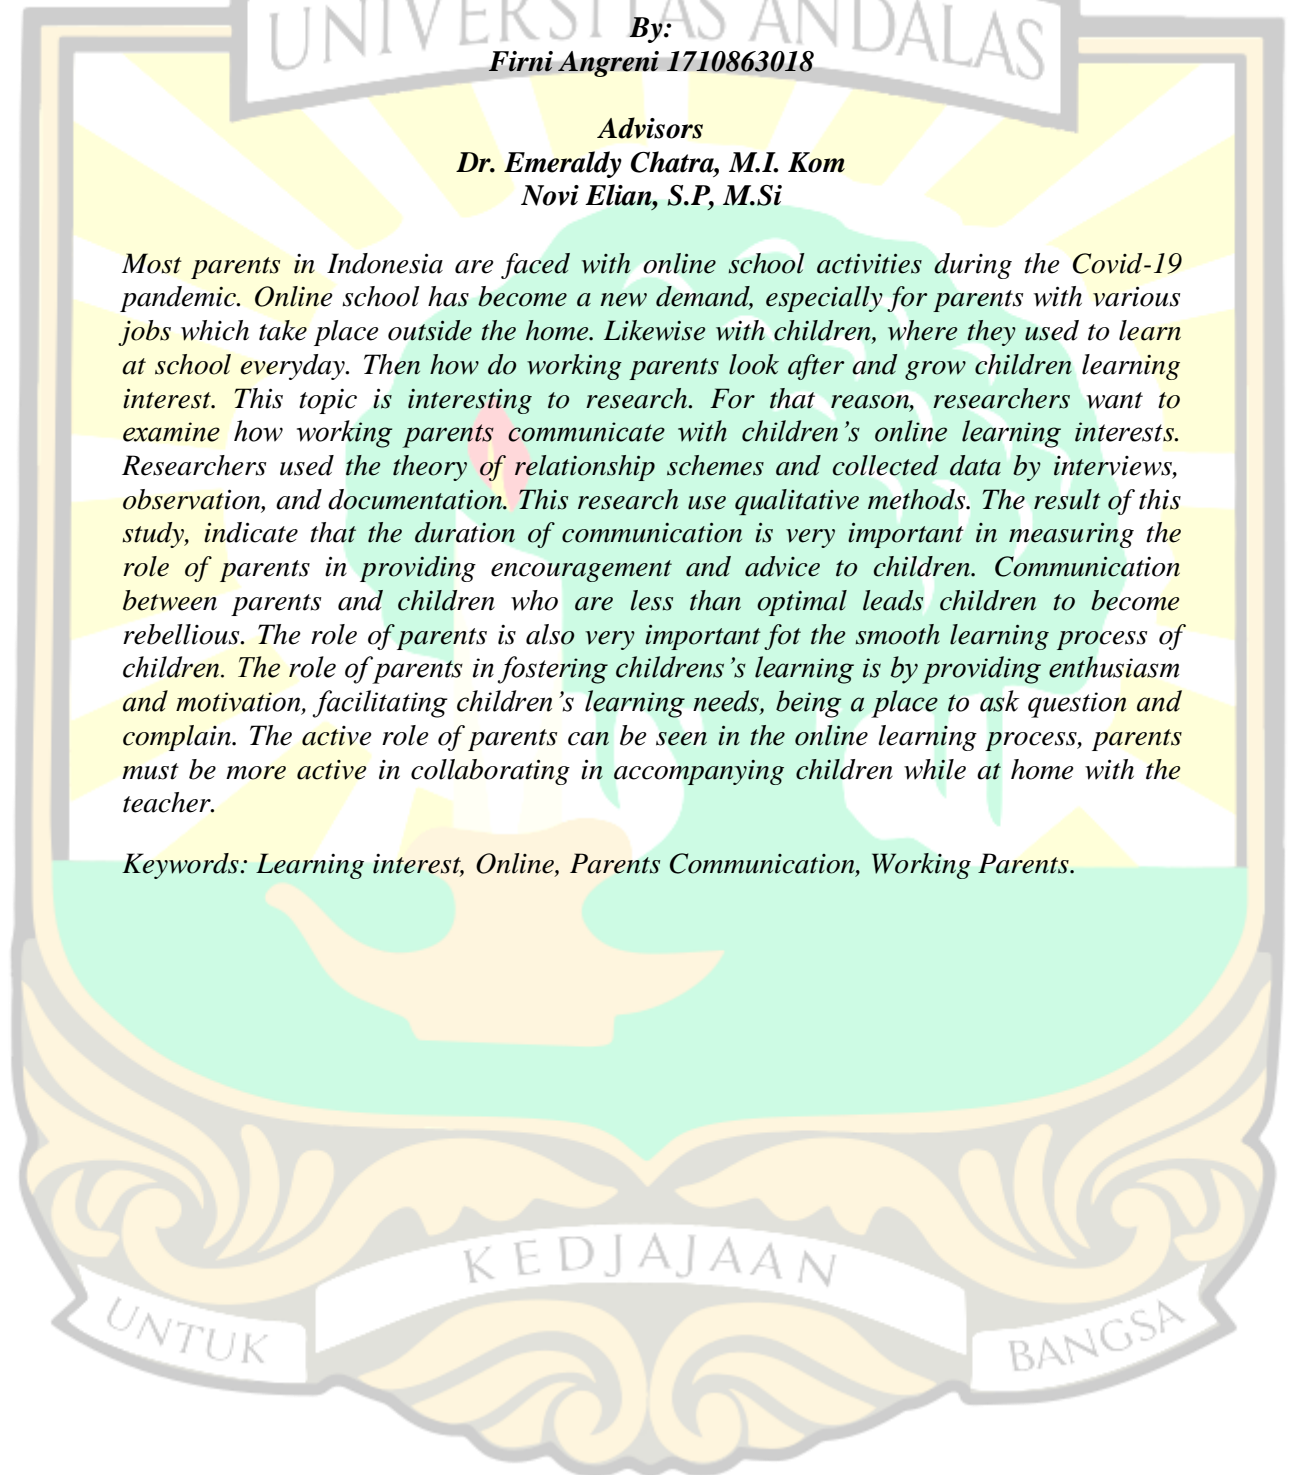 UNIVERSITAS ANDALAS
By:
Firni Angreni 1710863018
Advisors
Dr. Emeraldy Chatra, M.I. Kom
Novi Elian, S.P, M.Si
Most parents in Indonesia are faced with online school activities during the Covid-19
pandemic. Online school has become a new demand, especially for parents with various
jobs which take place outside the home. Likewise with children, where they used to learn
at school everyday. Then how do working parents look after and grow children learning
interest. This topic is interesting to research. For that reason, researchers want to
examine how working parents communicate with children’s online learning interests.
Researchers used the theory of relationship schemes and collected data by interviews,
observation, and documentation. This research use qualitative methods. The result of this
study, indicate that the duration of communication is very important in measuring the
role of parents in providing encouragement and advice to children. Communication
between parents and children who are less than optimal leads children to become
rebellious. The role of parents is also very important fot the smooth learning process of
children. The role of parents in fostering childrens’s learning is by providing enthusiasm
and motivation, facilitating children’s learning needs, being a place to ask question and
complain. The active role of parents can be seen in the online learning process, parents
must be more active in collaborating in accompanying children while at home with the
teacher.
Keywords: Learning interest, Online, Parents Communication, Working Parents.
UNTUK KEDJAJAAN BANGSA